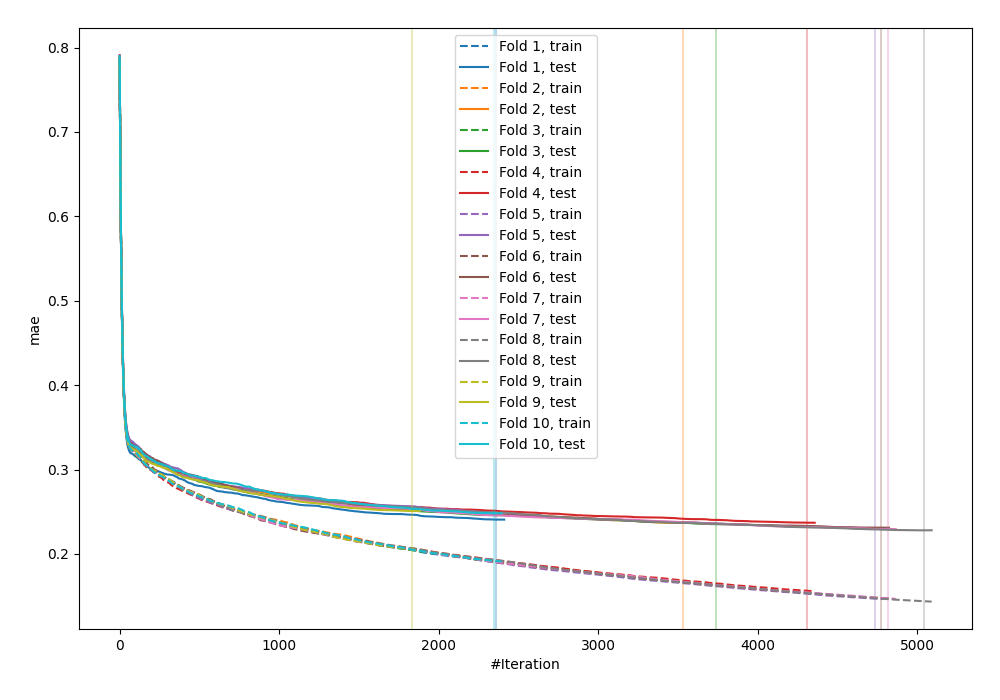 0.8
0.7
0.6
0.5
0.4
0.3
0.2
mae
0
1000
2000
3000
4000
5000
#Iteration
Fold 1, train
Fold 1, test
Fold 2, train
Fold 2, test
Fold 3, train
Fold 3, test
Fold 4, train
Fold 4, test
Fold 5, train
Fold 5, test
Fold 6, train
Fold 6, test
Fold 7, train
Fold 7, test
Fold 8, train
Fold 8, test
Fold 9, train
Fold 9, test
Fold 10, train
Fold 10, test